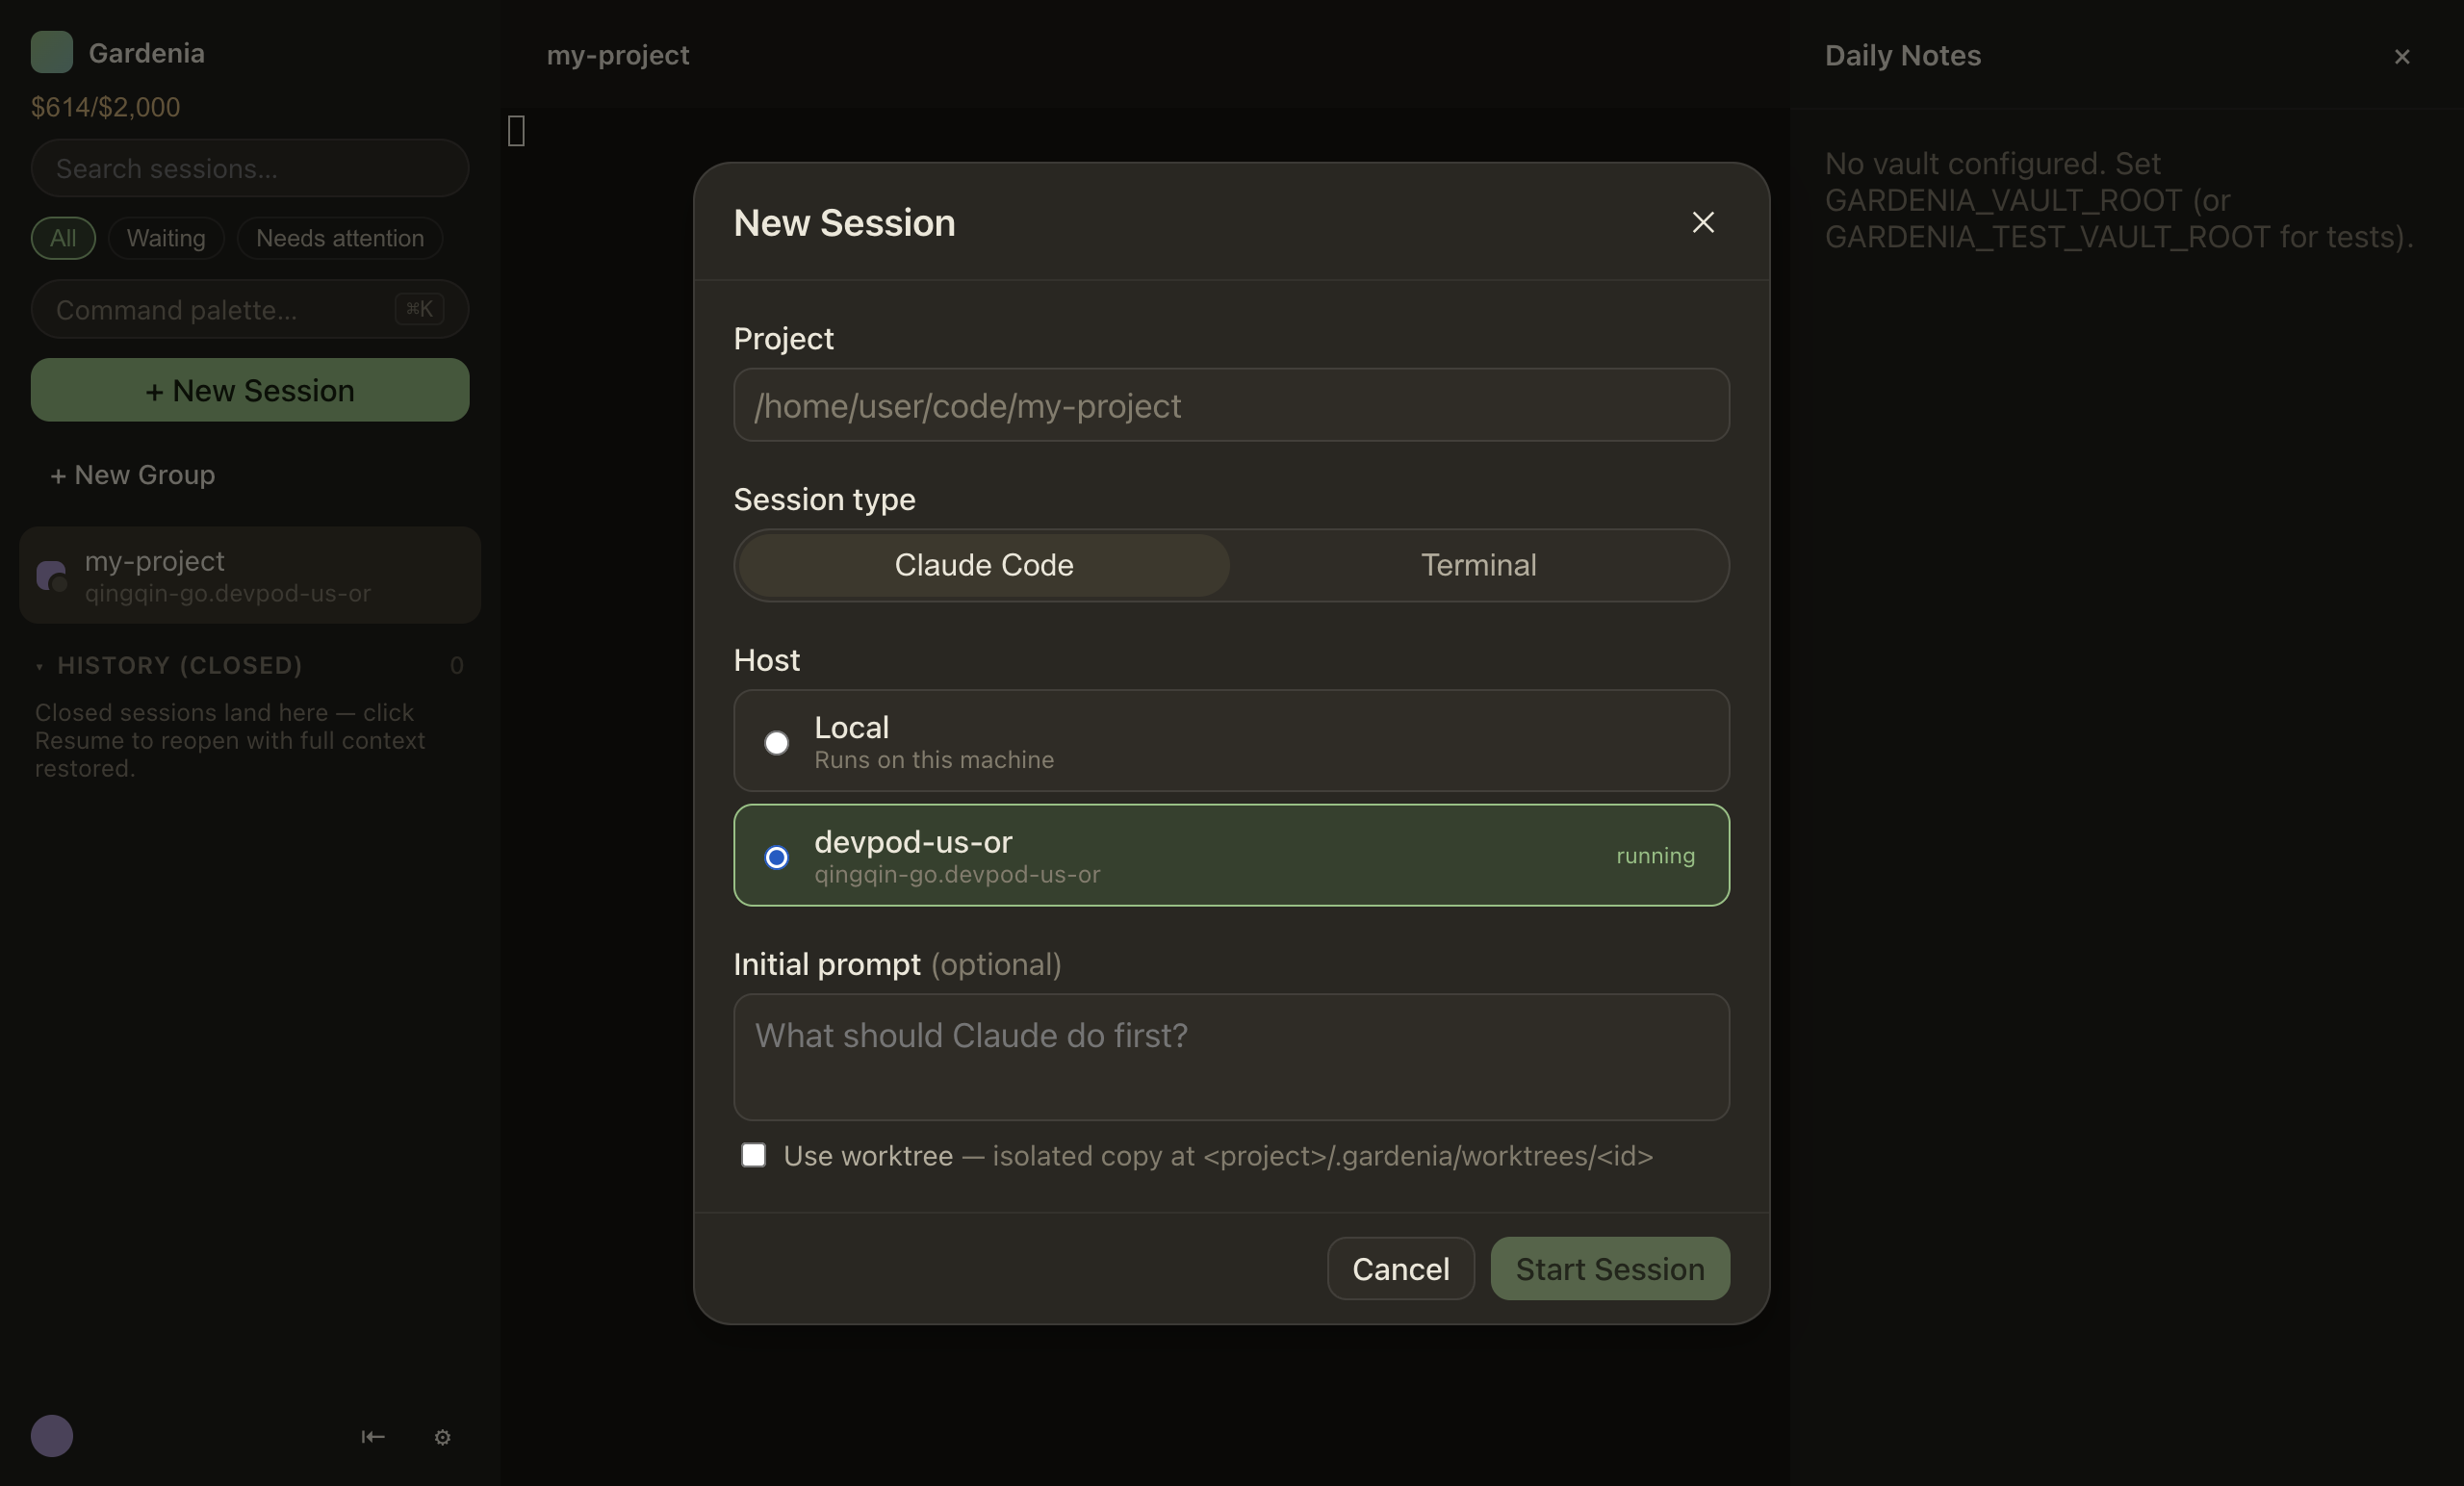 Gardenia
$614/$2,000
Search sessions...
All
Waiting
Needs attention
Command palette...
⌘K
+ New Session
+ New Group
my-project
qingqin-go.devpod-us-or
▾ HISTORY (CLOSED) 0
Closed sessions land here — click
Resume to reopen with full context
restored.
my-project
New Session
Project
/home/user/code/my-project
Session type
Claude Code
Terminal
Host
Local
Runs on this machine
devpod-us-or
qingqin-go.devpod-us-or
running
Initial prompt (optional)
What should Claude do first?
Use worktree — isolated copy at <project>/.gardenia/worktrees/<id>
Cancel
Start Session
Daily Notes
No vault configured. Set
GARDENIA_VAULT_ROOT (or
GARDENIA_TEST_VAULT_ROOT for tests).